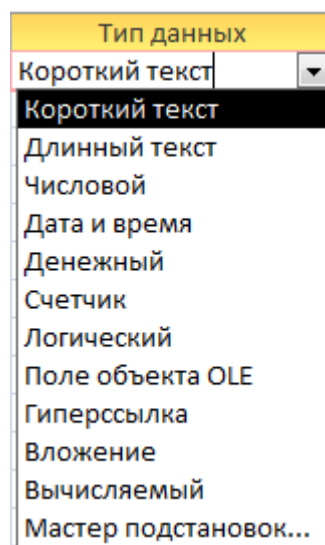 Тип данных
Короткий текст
Короткий текст
Длинный текст
Числовой
Дата и время
Денежный
Счетчик
Логический
Поле объекта OLE
Гиперссылка
Вложение
Вычисляемый
Мастер подстановок...